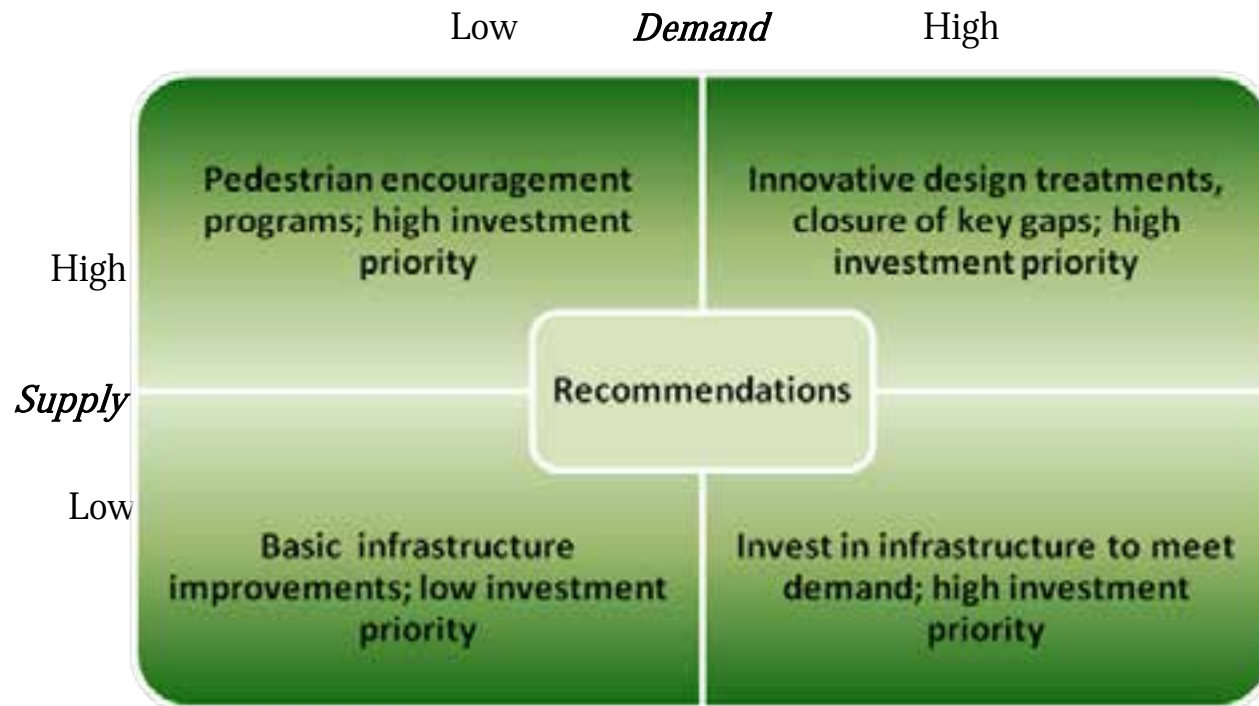 Low Demand High
Pedestrian encouragement
programs; high investment
priority
Innovative design treatments,
closure of key gaps; high
investment priority
High
Recommendations
Supply
Low
Basic infrastructure
improvements; low investment
priority
Invest in infrastructure to meet
demand; high investment
priority